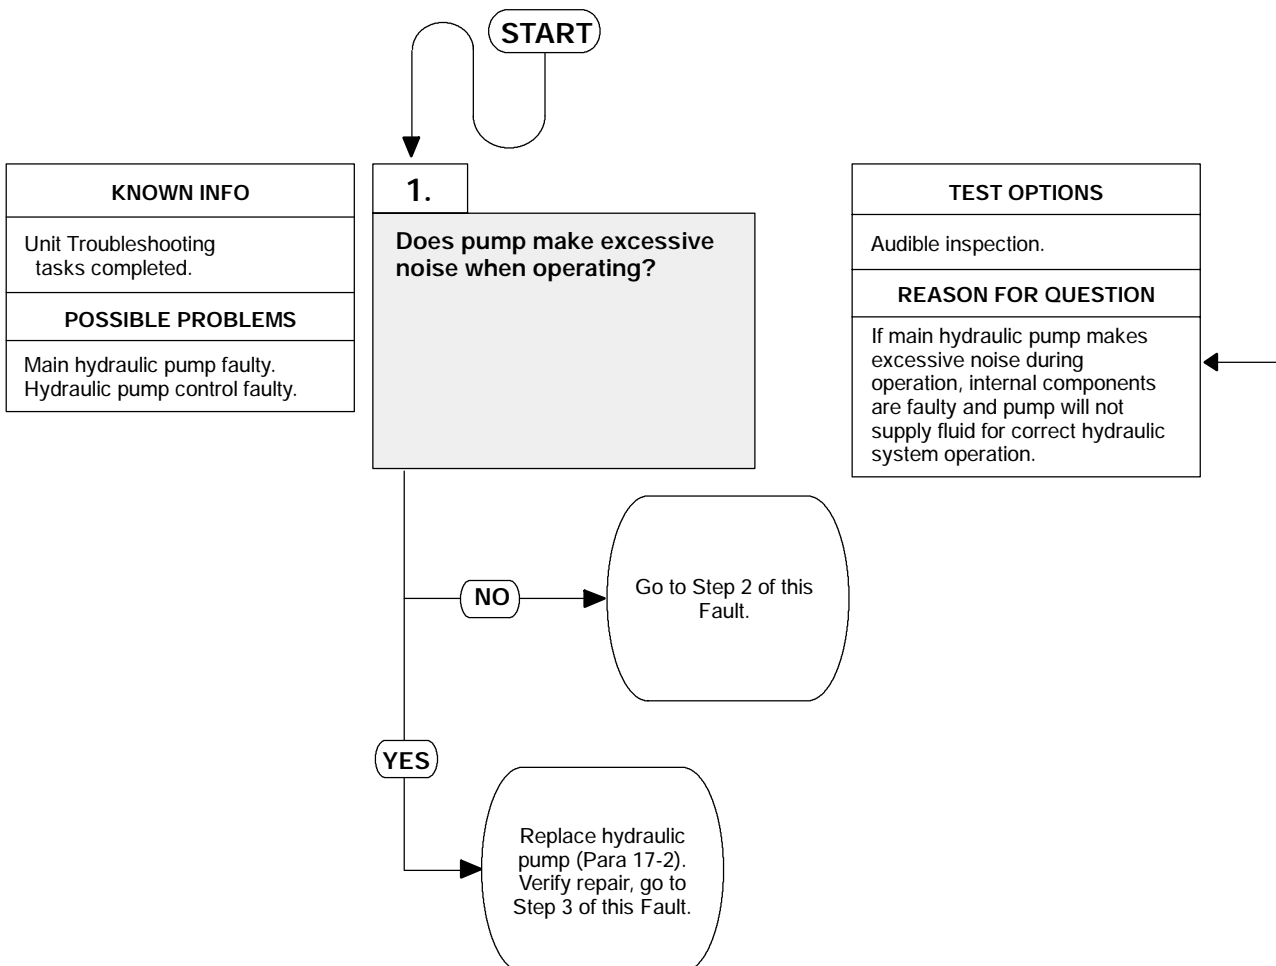 START
KNOWN INFO
Unit Troubleshooting
tasks completed.
POSSIBLE PROBLEMS
Main hydraulic pump faulty.
Hydraulic pump control faulty.
1.
Does pump make excessive
noise when operating?
TEST OPTIONS
Audible inspection.
REASON FOR QUESTION
If main hydraulic pump makes
excessive noise during
operation, internal components
are faulty and pump will not
supply fluid for correct hydraulic
system operation.
NO
Go to Step 2 of this
Fault.
YES
Replace hydraulic
pump (Para 17-2).
Verify repair, go to
Step 3 of this Fault.